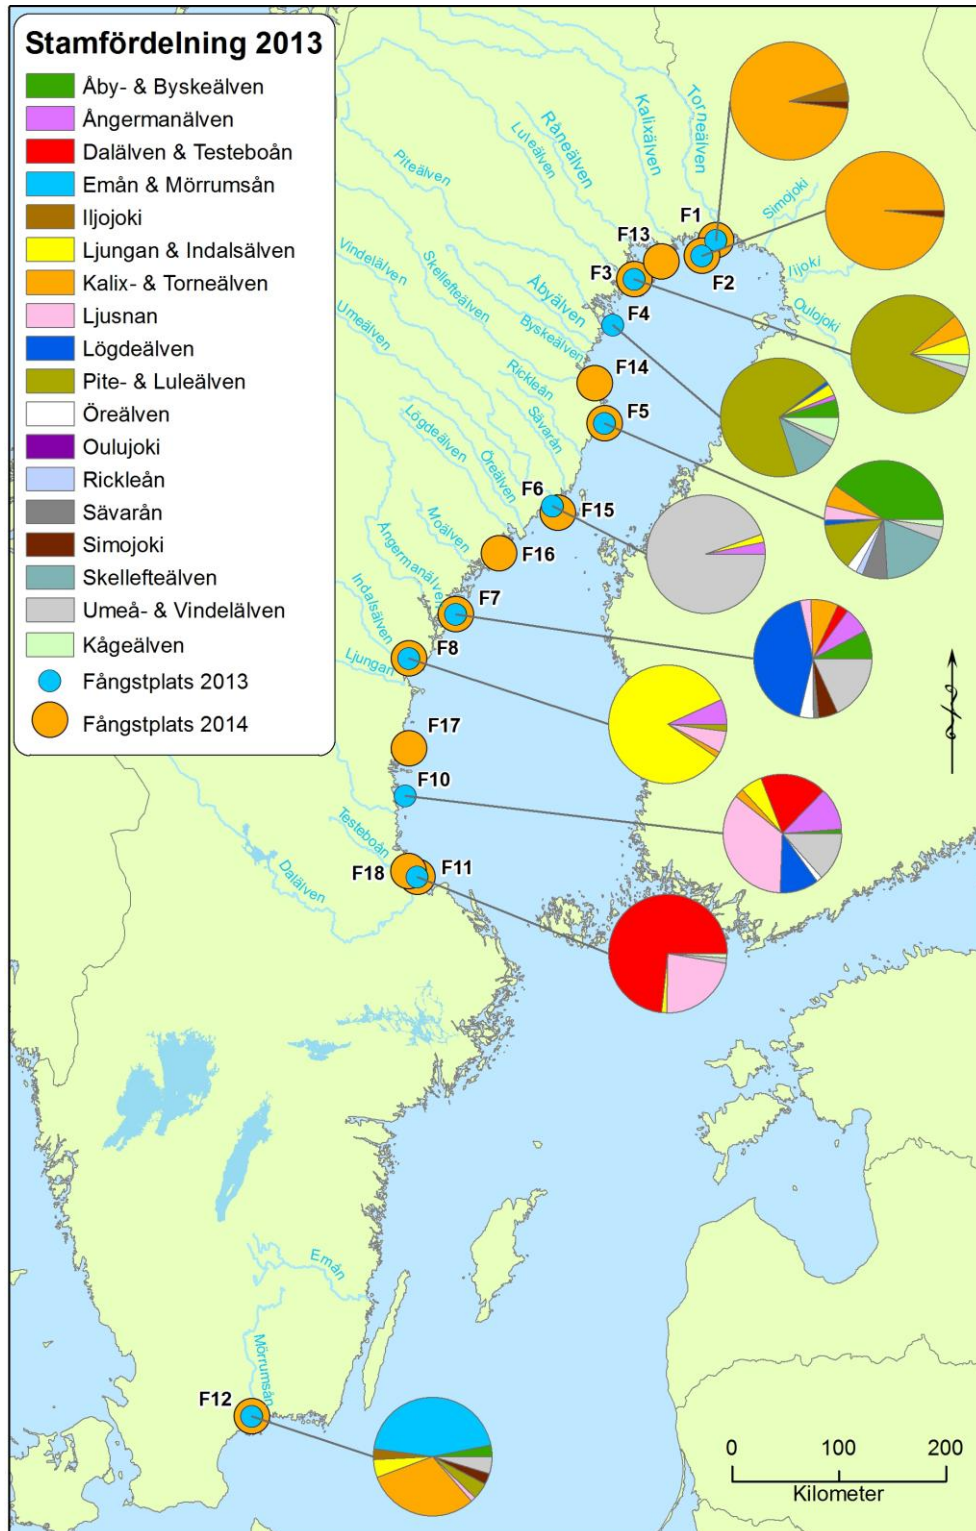 Stamfördelning 2013
Åby- & Byskeälven
Ångermanälven
Dalälven & Testeboån
Emån & Mörrumsån
Iljojoki
Ljungan & Indalsälven
Kalix- & Torneälven
Ljusnan
Lögdeälven
Pite- & Luleälven
Öreälven
Oulujoki
Rickleån
Sävarån
Simojoki
Skellefteälven
Umeå- & Vindelälven
Kågeälven
Fångstplats 2013
Fångstplats 2014
Torneälven
Kalixälven
Råneälven
Luleälven
Piteälven
Simojoki
Iijoki
Oulojoki
Vindelälven
Skellefteälven
Umeälven
Åbyälven
Byskeälven
Rickleån
Sävarån
Lögdeälven
Öreälven
Moälven
Ångermanälven
Indalsälven
Ljungan
Testeboån
Dalälven
Emån
Mörrumsån
F1
F13
F2
F3
F4
F14
F5
F6
F15
F16
F7
F8
F17
F10
F18
F11
F12
0 100 200
Kilometer